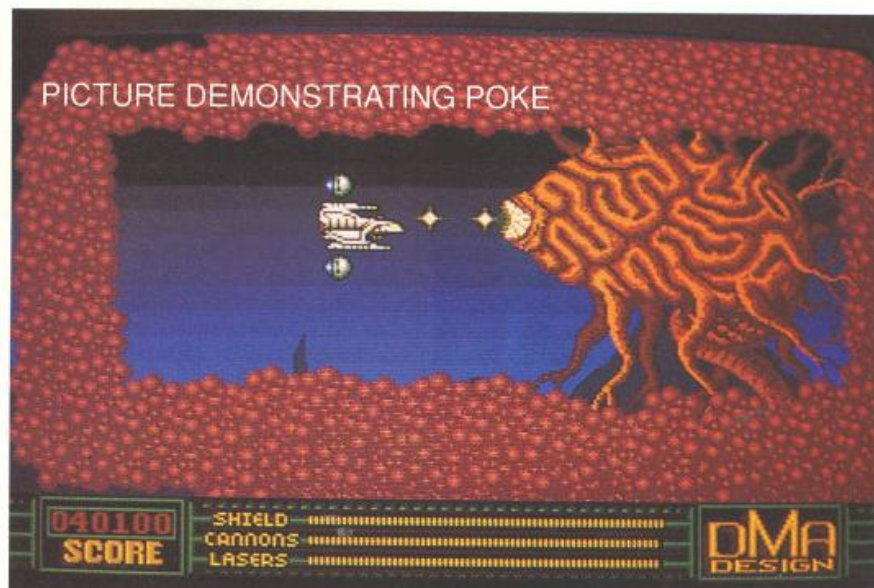 PICTURE DEMONSTRATING POKE
040100
SCORE
SHIELD
CANNONS
LASERS
DMA
DESIGN